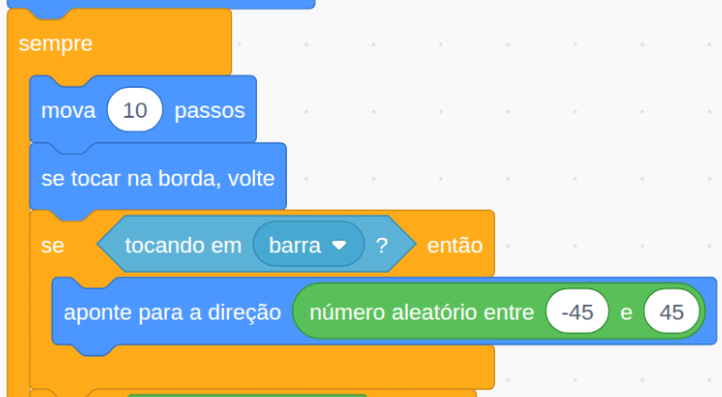 sempre
mova 10 passos
se tocar na borda, volte
se tocando em barra ? então
aponte para a direção número aleatório entre -45 e 45